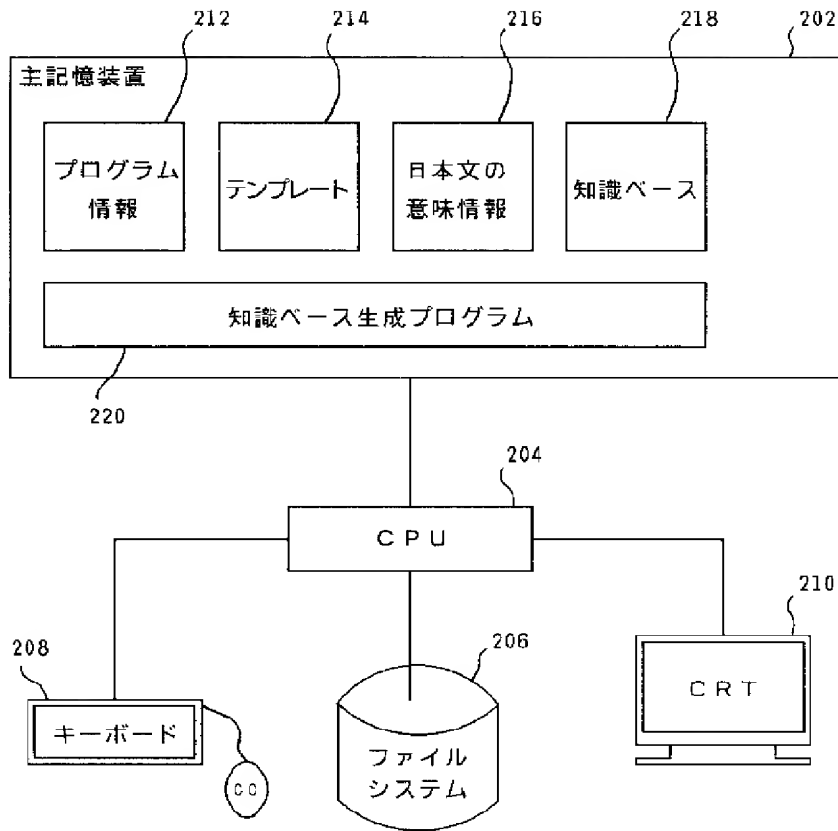 212 214 216 202 218
主記憶装置
プログラム
情報
テンプレート
日本文の
意味情報
知識ベース
知識ベース生成プログラム
220
204
CPU
210
208
206
CRT
キーボード
ファイル
システム